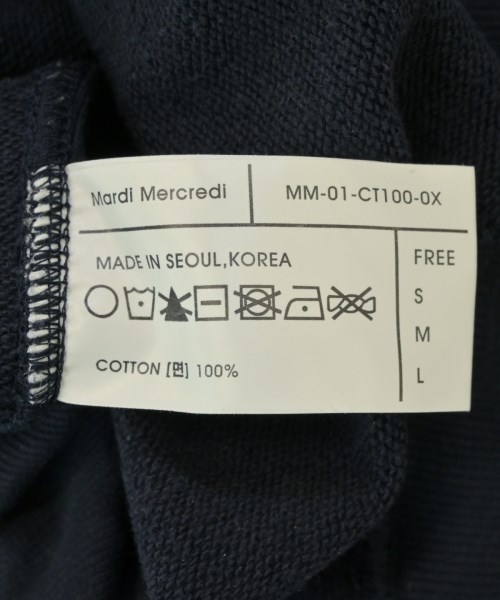 Mardi Mercredi
MM-01-CT100-0X
MADE IN SEOUL,KOREA
COTTON [면] 100%
FREE
S
M
L